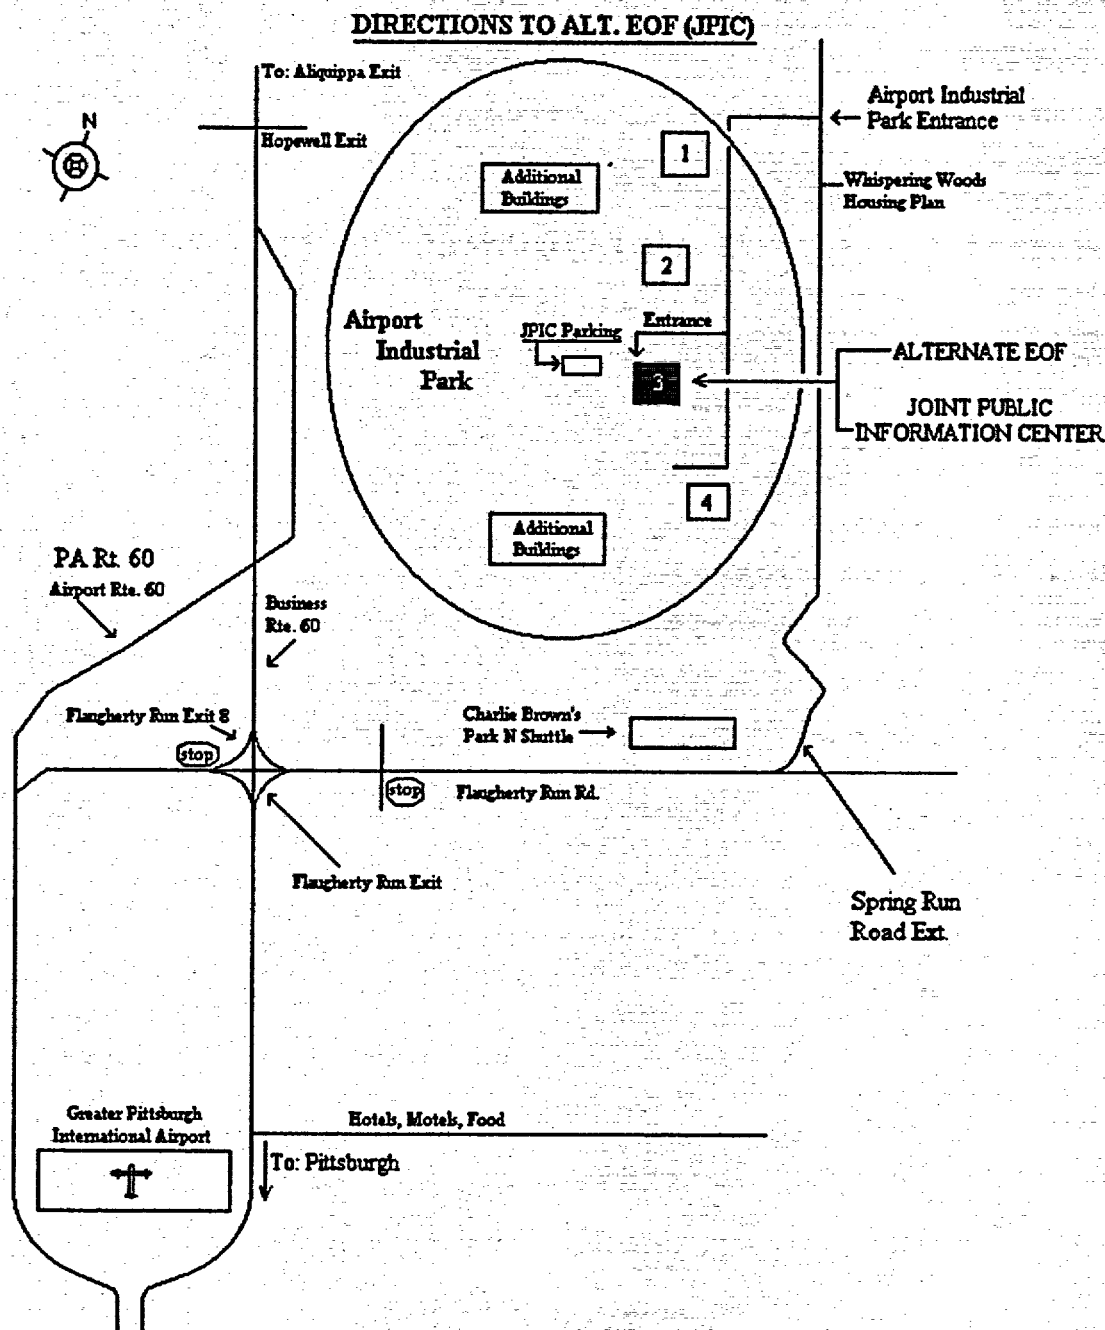 DIRECTIONS TO ALT. EOF (JPIC)
To: Aliquippa Exit
N
Hopewell Exit
Airport Industrial
Park Entrance
1
Additional
Buildings
Whispering Woods
Housing Plan
2
Entrance
Airport
Industrial
Park
JPIC Parking
3
ALTERNATE EOF
JOINT PUBLIC
INFORMATION CENTER
4
Additional
Buildings
PA Rt. 60
Airport Rte. 60
Business
Rte. 60
Flaugherty Run Exit 8
stop
Charlie Brown's
Park N Shuttle
stop
Flaugherty Run Rd.
Flaugherty Run Exit
Spring Run
Road Ext.
Greater Pittsburgh
International Airport
Hotels, Motels, Food
To: Pittsburgh